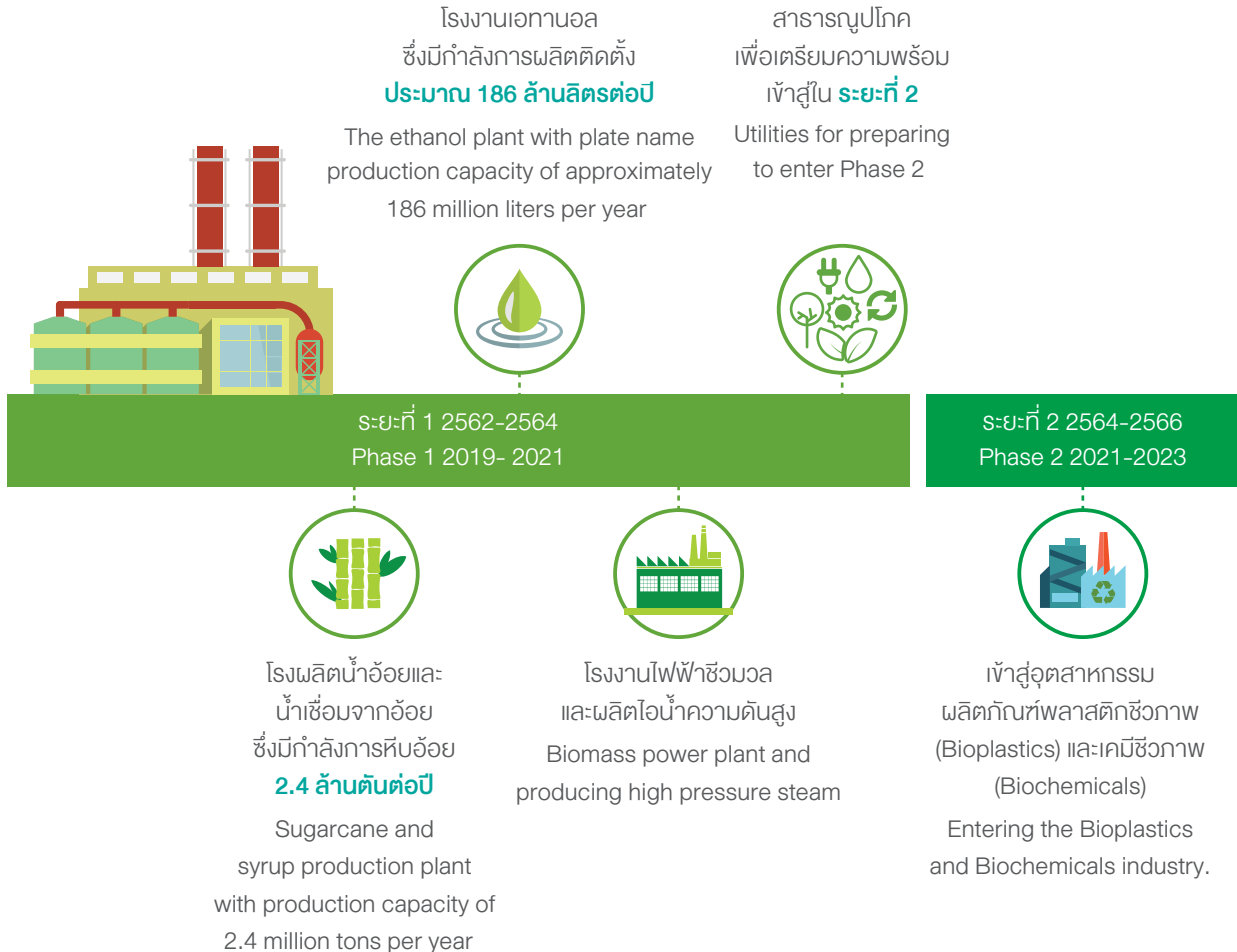 โรงงานเอทานอล
ซึ่งมีกำลังการผลิตติดตั้ง
ประมาณ 186 ล้านลิตรต่อปี
The ethanol plant with plate name
production capacity of approximately
186 million liters per year
สาธารณูปโภค
เพื่อเตรียมความพร้อม
เข้าสู่ใน ระยะที่ 2
Utilities for preparing
to enter Phase 2
ระยะที่ 1 2562-2564
Phase 1 2019- 2021
ระยะที่ 2 2564-2566
Phase 2 2021-2023
โรงผลิตน้ำอ้อยและ
น้ำเชื่อมจากอ้อย
ซึ่งมีกำลังการหีบอ้อย
2.4 ล้านตันต่อปี
Sugarcane and
syrup production plant
with production capacity of
2.4 million tons per year
โรงงานไฟฟ้าชีวมวล
และผลิตไอน้ำความดันสูง
Biomass power plant and
producing high pressure steam
เข้าสู่อุตสาหกรรม
ผลิตภัณฑ์พลาสติกชีวภาพ
(Bioplastics) และเคมีชีวภาพ
(Biochemicals)
Entering the Bioplastics
and Biochemicals industry.